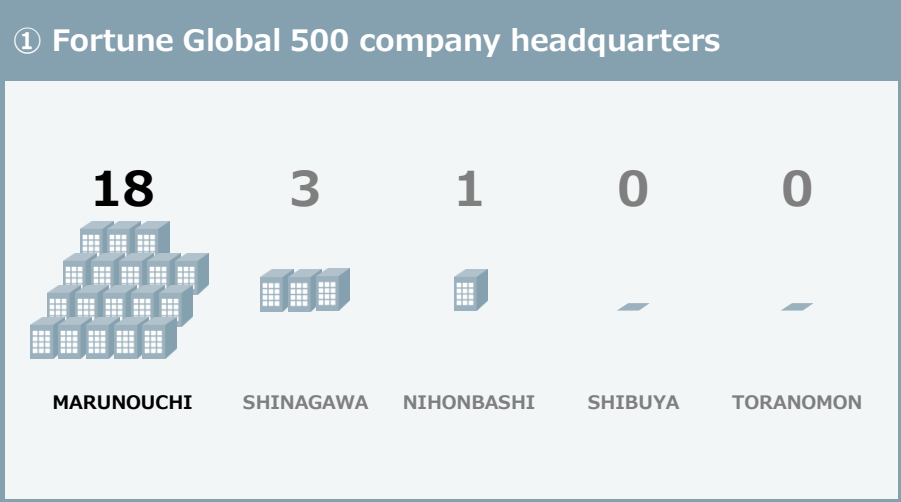 ① Fortune Global 500 company headquarters
18 3 1 0 0
MARUNOUCHI SHINAGAWA NIHONBASHI SHIBUYA TORANOMON